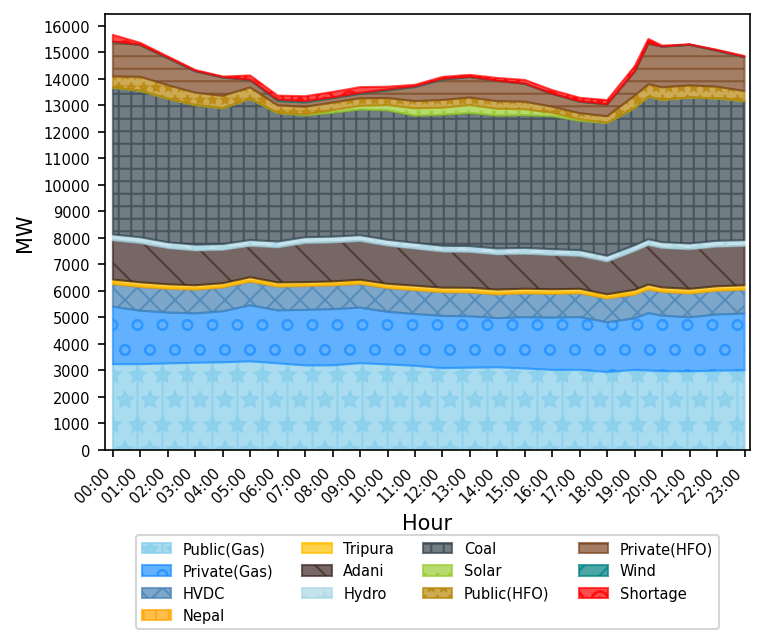 16000
15000
14000
13000
12000
11000
10000
9000
8000
7000
6000
5000
4000
3000
2000
1000
0
MW
00:00 01:00 02:00 03:00 04:00 05:00 06:00 07:00 08:00 09:00 10:00 11:00 12:00 13:00 14:00 15:00 16:00 17:00 18:00 19:00 20:00 21:00 22:00 23:00
Hour
Public(Gas) Tripura Coal Private(HFO)
Private(Gas) Adani Solar Wind
HVDC Hydro Public(HFO) Shortage
Nepal